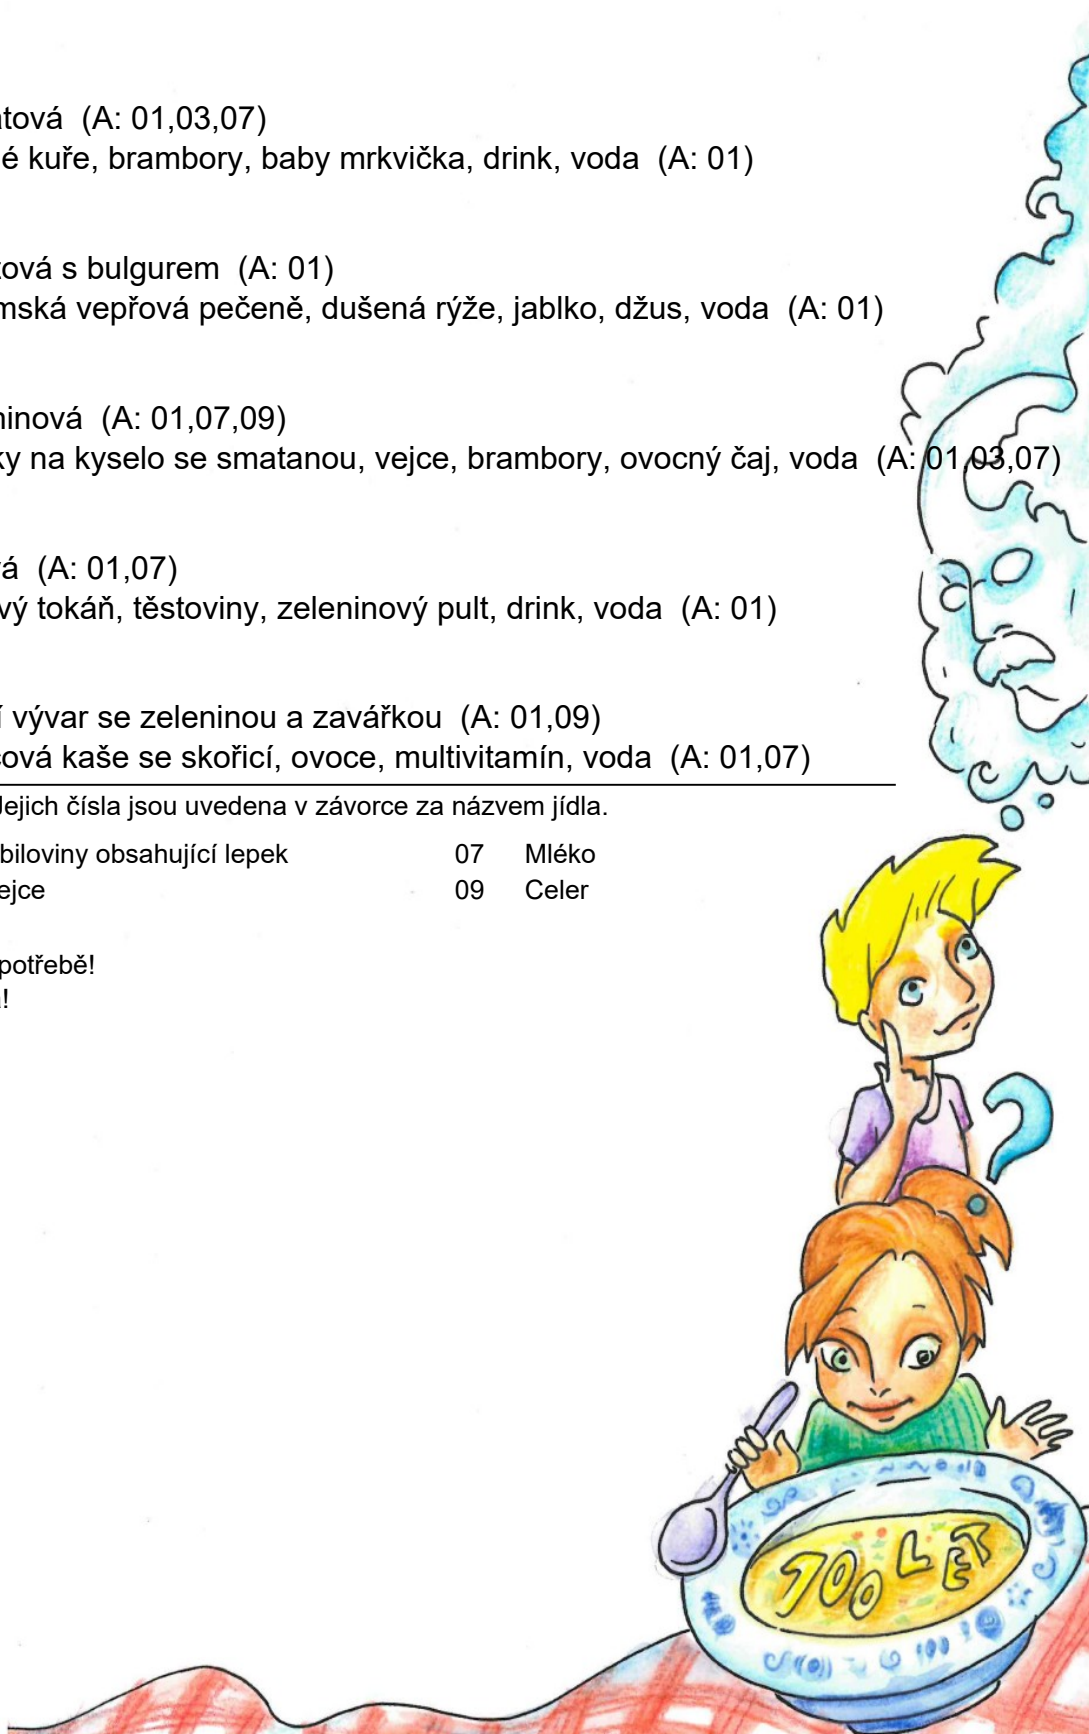 tová (A: 01,03,07)
é kuře, brambory, baby mrkvička, drink, voda (A: 01)
ová s bulgurem (A: 01)
mská vepřová pečeně, dušená rýže, jablko, džus, voda (A: 01)
ninová (A: 01,07,09)
ky na kyselo se smatanou, vejce, brambory, ovocný čaj, voda (A: 01,03,07)
á (A: 01,07)
vý tokáň, těstoviny, zeleninový pult, drink, voda (A: 01)
í vývar se zeleninou a zavářkou (A: 01,09)
ová kaše se skořicí, ovoce, multivitamín, voda (A: 01,07)
Jejich čísla jsou uvedena v závorce za názvem jídla.
biloviny obsahující lepek 07 Mléko
ejce 09 Celer
potřebě!
!
700 LET